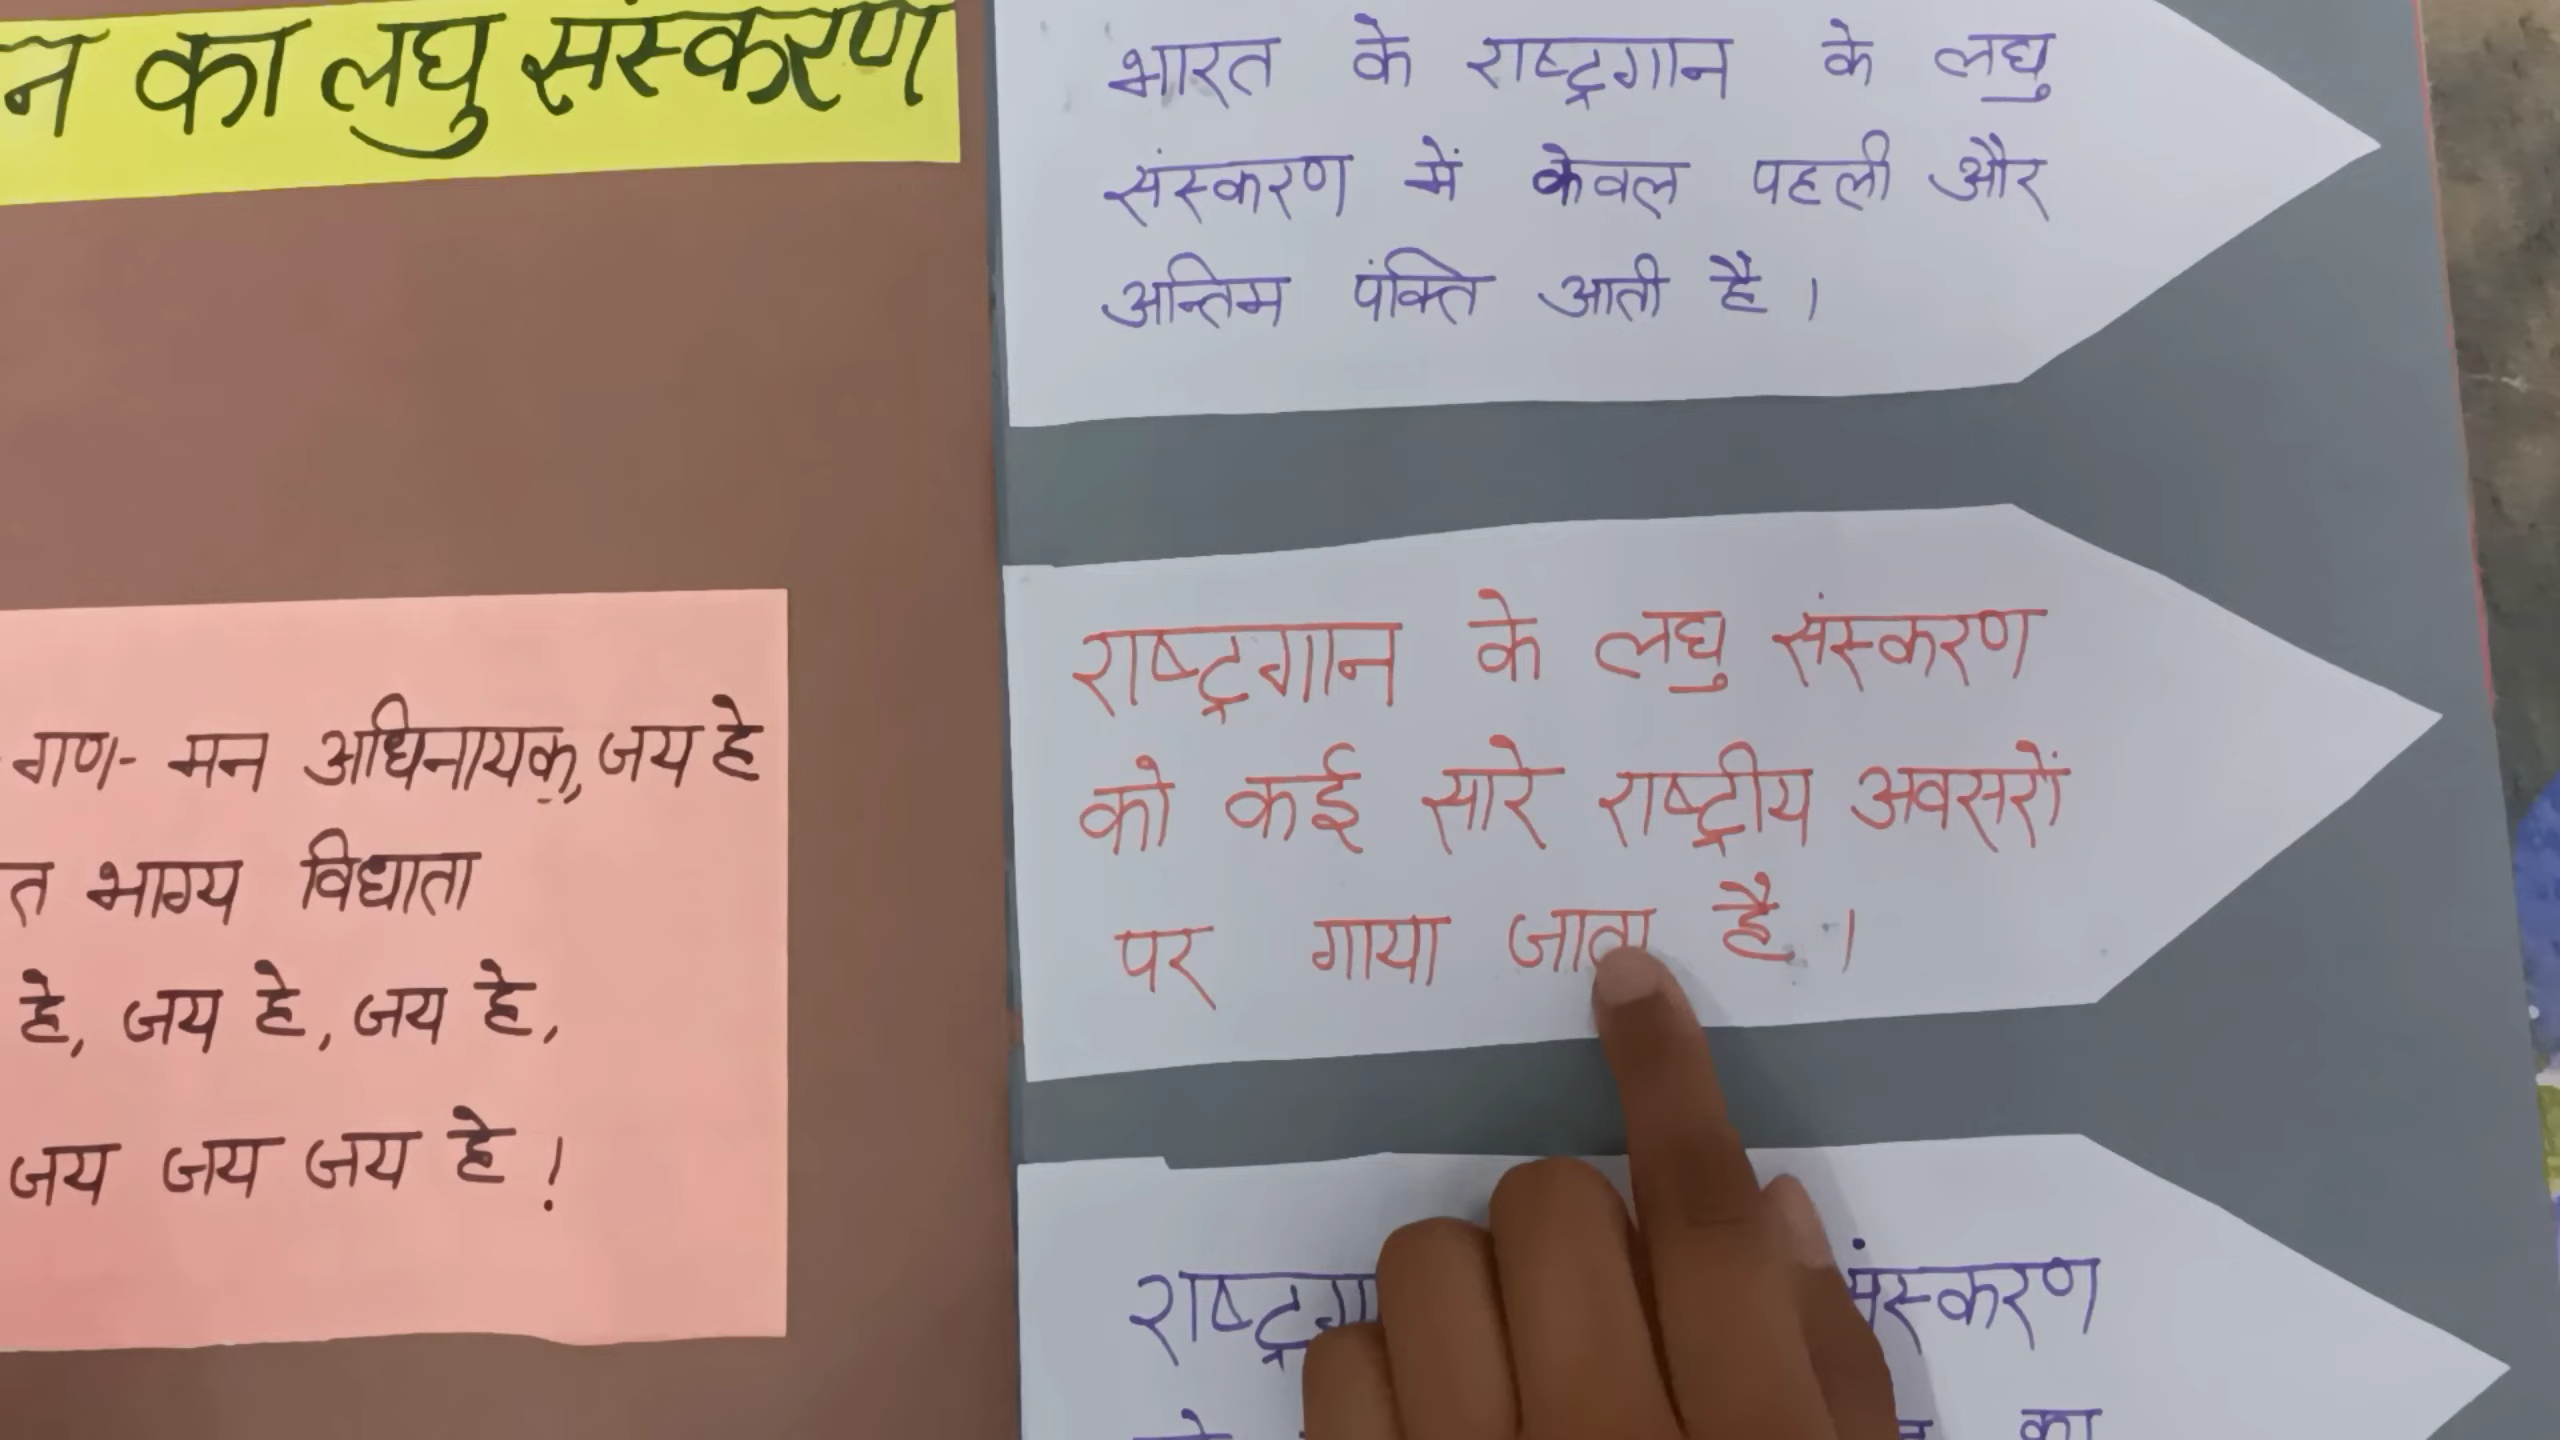 का लघु संस्करण
गण- मन अधिनायक, जय हे
भाग्य विधाता
हे, जय हे, जय हे,
जय जय जय हे!
भारत के राष्ट्रगान के लघु
संस्करण में केवल पहली और
अन्तिम पंक्ति आती है।
राष्ट्रगान के लघु संस्करण
को कई सारे राष्ट्रीय अवसरों
पर गाया जाता है।
संस्करण
का